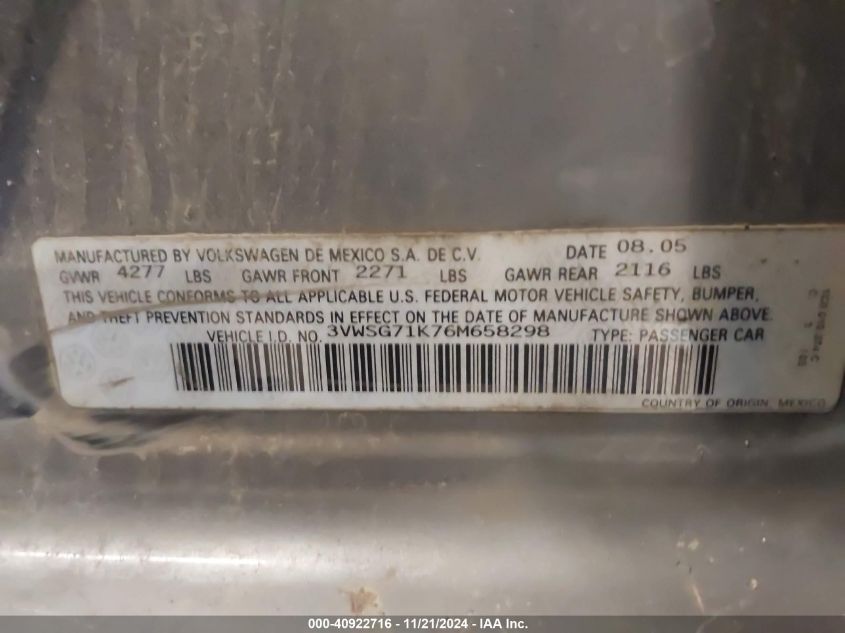 MANUFACTURED BY VOLKSWAGEN DE MEXICO S.A. DE C.V. DATE 08.05
GVWR 4277 LBS GAWR FRONT 2271 LBS GAWR REAR 2116 LBS
THIS VEHICLE CONFORMS TO ALL APPLICABLE U.S. FEDERAL MOTOR VEHICLE SAFETY, BUMPER,
AND THEFT PREVENTION STANDARDS IN EFFECT ON THE DATE OF MANUFACTURE SHOWN ABOVE.
VEHICLE I.D. NO. 3VWSG71K76M658298 TYPE: PASSENGER CAR
COUNTRY OF ORIGIN MEXICO
000-40922716 - 11/21/2024 - IAA Inc.